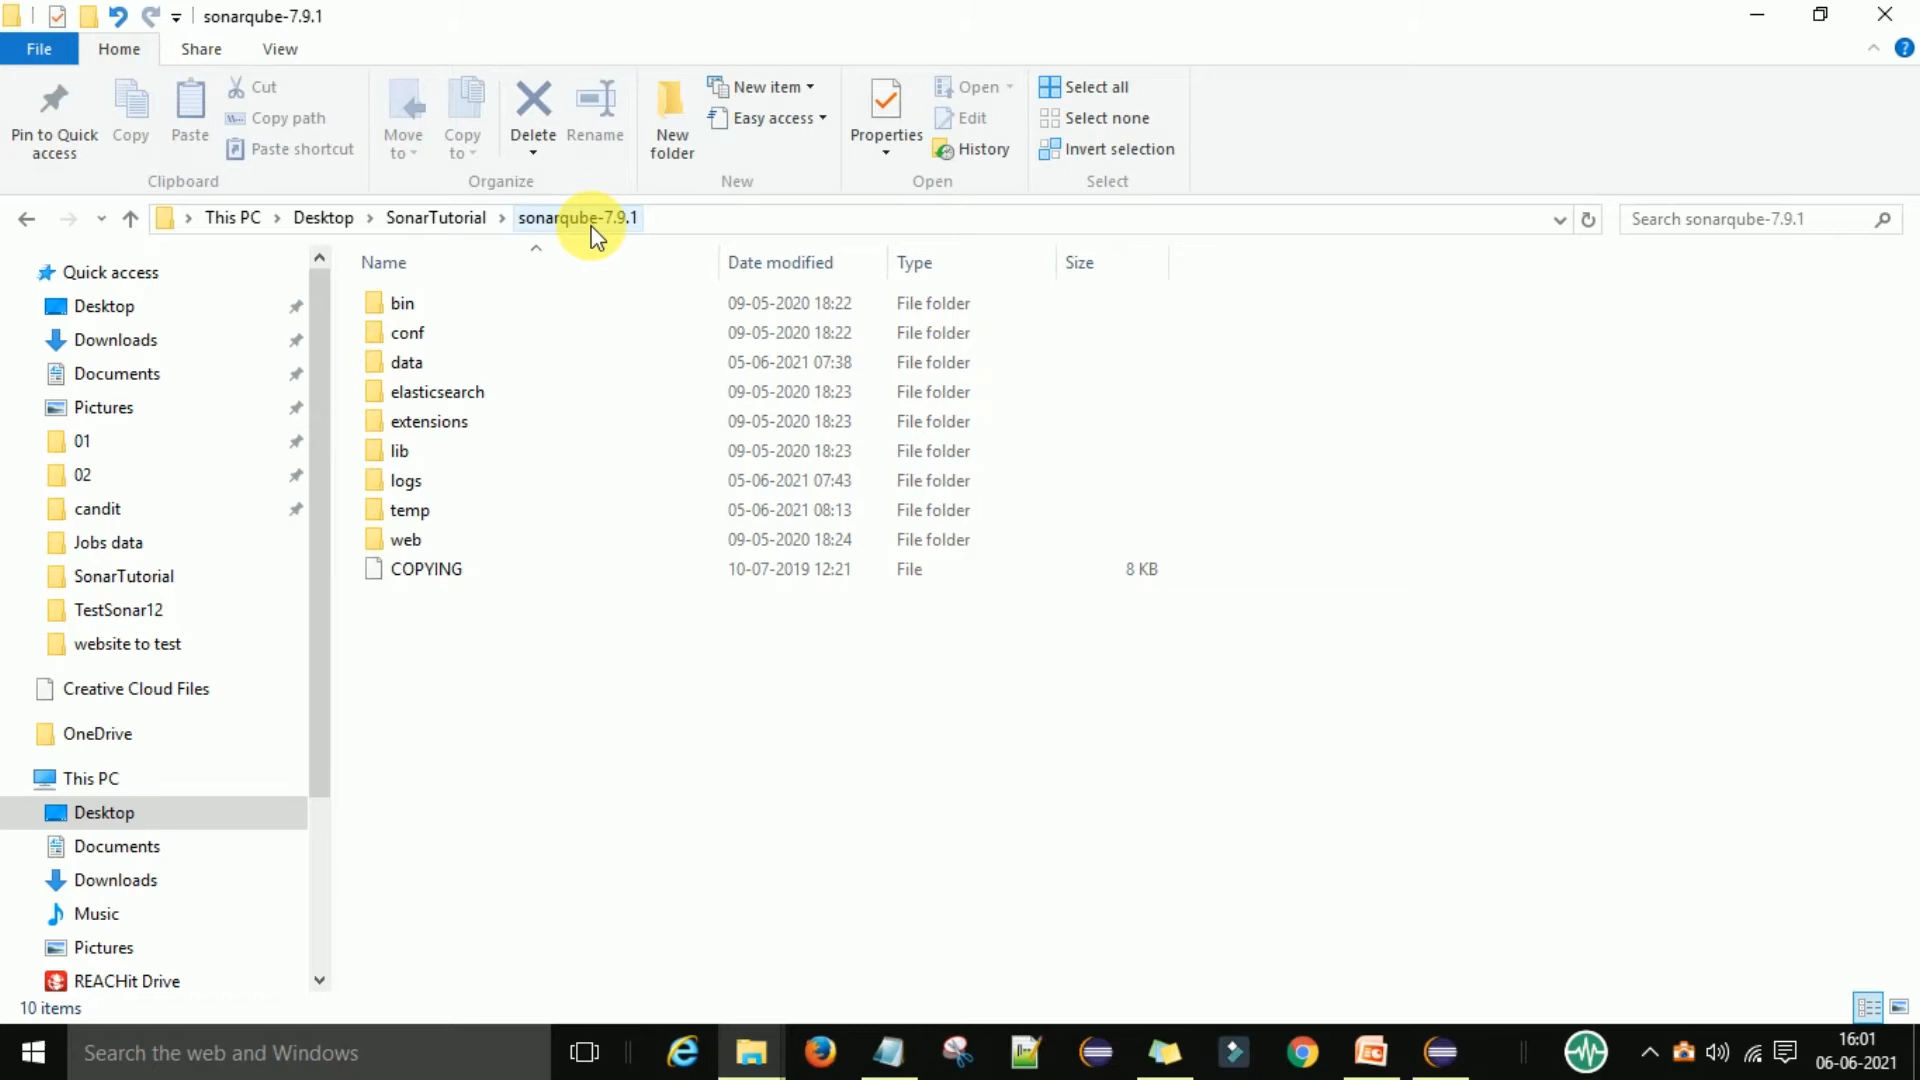 sonarqube-7.9.1
File Home Share View
Pin to Quick access
Copy
Paste
Cut
Copy path
Paste shortcut
Clipboard
Move to
Copy to
Delete
Rename
Organize
New folder
New item
Easy access
New
Properties
Open
Edit
History
Open
Select all
Select none
Invert selection
Select
This PC Desktop SonarTutorial sonarqube-7.9.1
Search sonarqube-7.9.1
Quick access
Desktop
Downloads
Documents
Pictures
01
02
candit
Jobs data
SonarTutorial
TestSonar12
website to test
Creative Cloud Files
OneDrive
This PC
Desktop
Documents
Downloads
Music
Pictures
REACHit Drive
Name Date modified Type Size
bin 09-05-2020 18:22 File folder
conf 09-05-2020 18:22 File folder
data 05-06-2021 07:38 File folder
elasticsearch 09-05-2020 18:23 File folder
extensions 09-05-2020 18:23 File folder
lib 09-05-2020 18:23 File folder
logs 05-06-2021 07:43 File folder
temp 05-06-2021 08:13 File folder
web 09-05-2020 18:24 File folder
COPYING 10-07-2019 12:21 File 8 KB
10 items
Search the web and Windows
16:01
06-06-2021